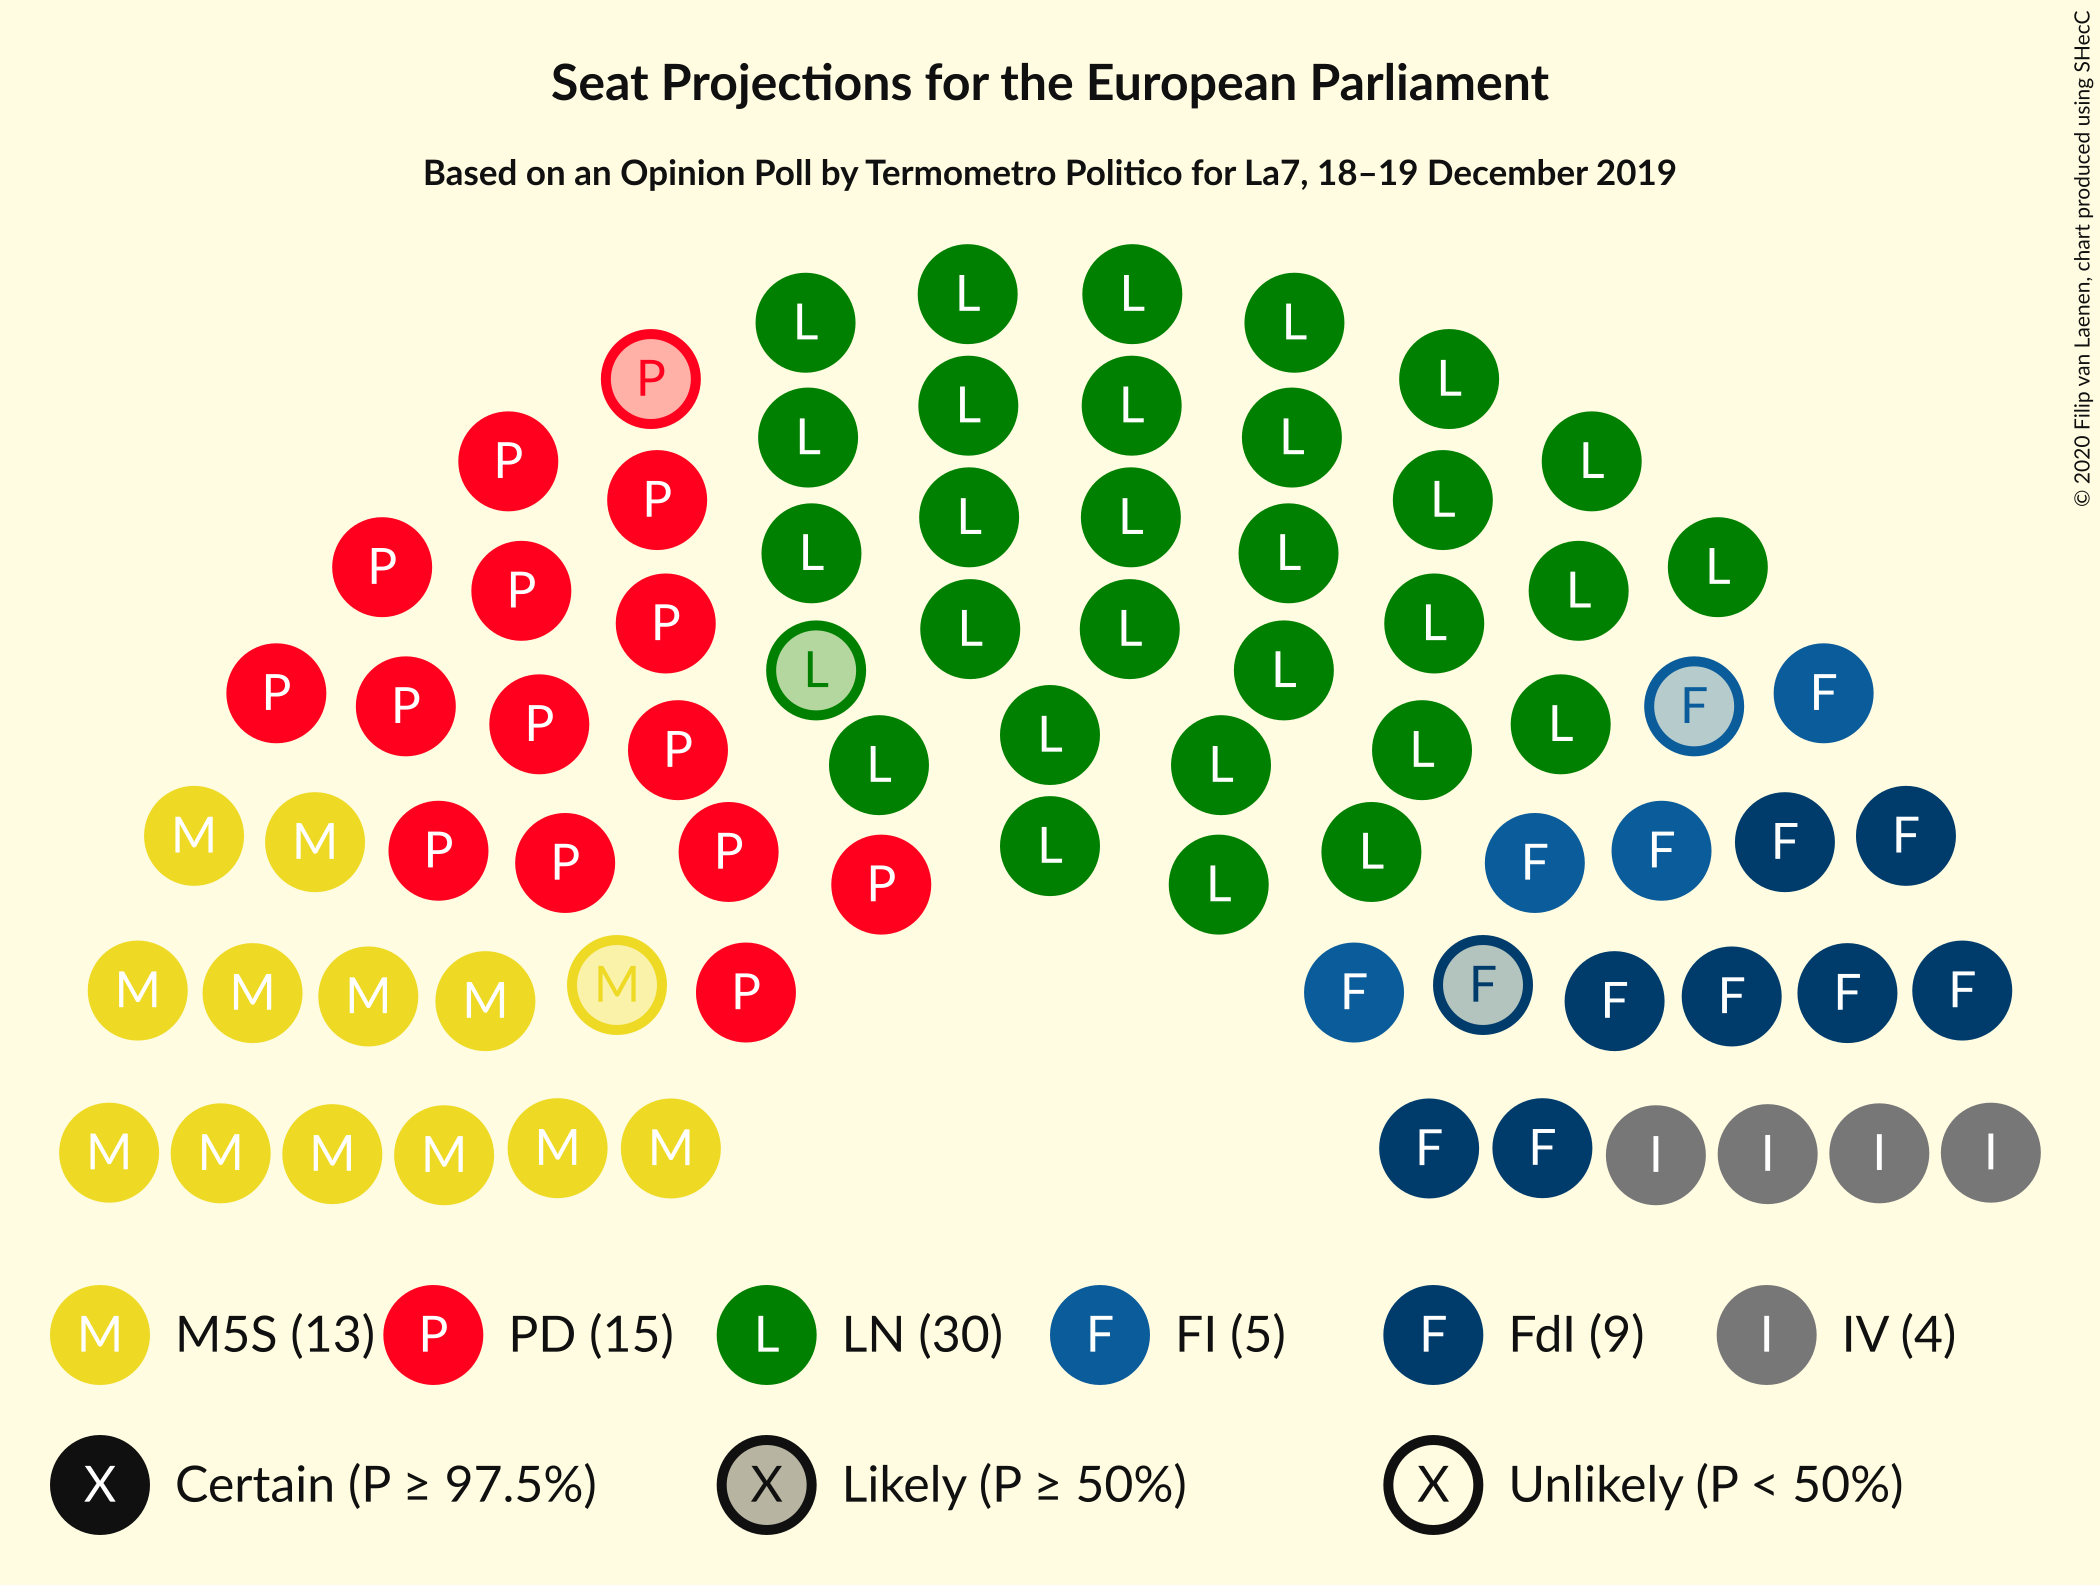 Seat Projections for the European Parliament
Based on an Opinion Poll by Termometro Politico for La7, 18–19 December 2019
© 2020 Filip van Laenen, chart produced using SHecC
L L
L L
P L
L L
L L
P L
P L
L L
P L
L L
P P L L
P L
L L
P L
L L
P F
P F
P L
P L
L
L L
M F
M F
P P L F F
P F
L
P L
M P F M
M M M M F F F F
M M M M M M F F I I I I
M M5S (13) P PD (15) L LN (30) F FI (5) F FdI (9) I IV (4)
X Certain (P ≥ 97.5%) X Likely (P ≥ 50%) X Unlikely (P < 50%)